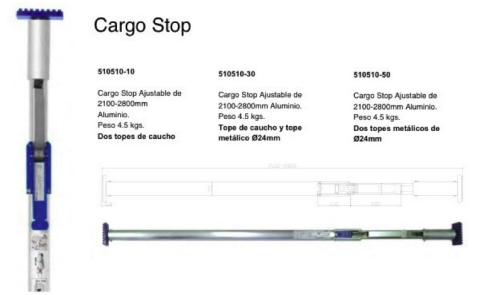 Cargo Stop
510510-10
Cargo Stop Ajustable de
2100-2800mm
Aluminio.
Peso 4.5 kgs.
Dos topes de caucho
510510-30
Cargo Stop Ajustable de
2100-2800mm Aluminio.
Peso 4.5 kgs.
Tope de caucho y tope
metálico Ø24mm
510510-50
Cargo Stop Ajustable de
2100-2800mm Aluminio.
Peso 4.5 kgs.
Dos topes metálicos de
Ø24mm